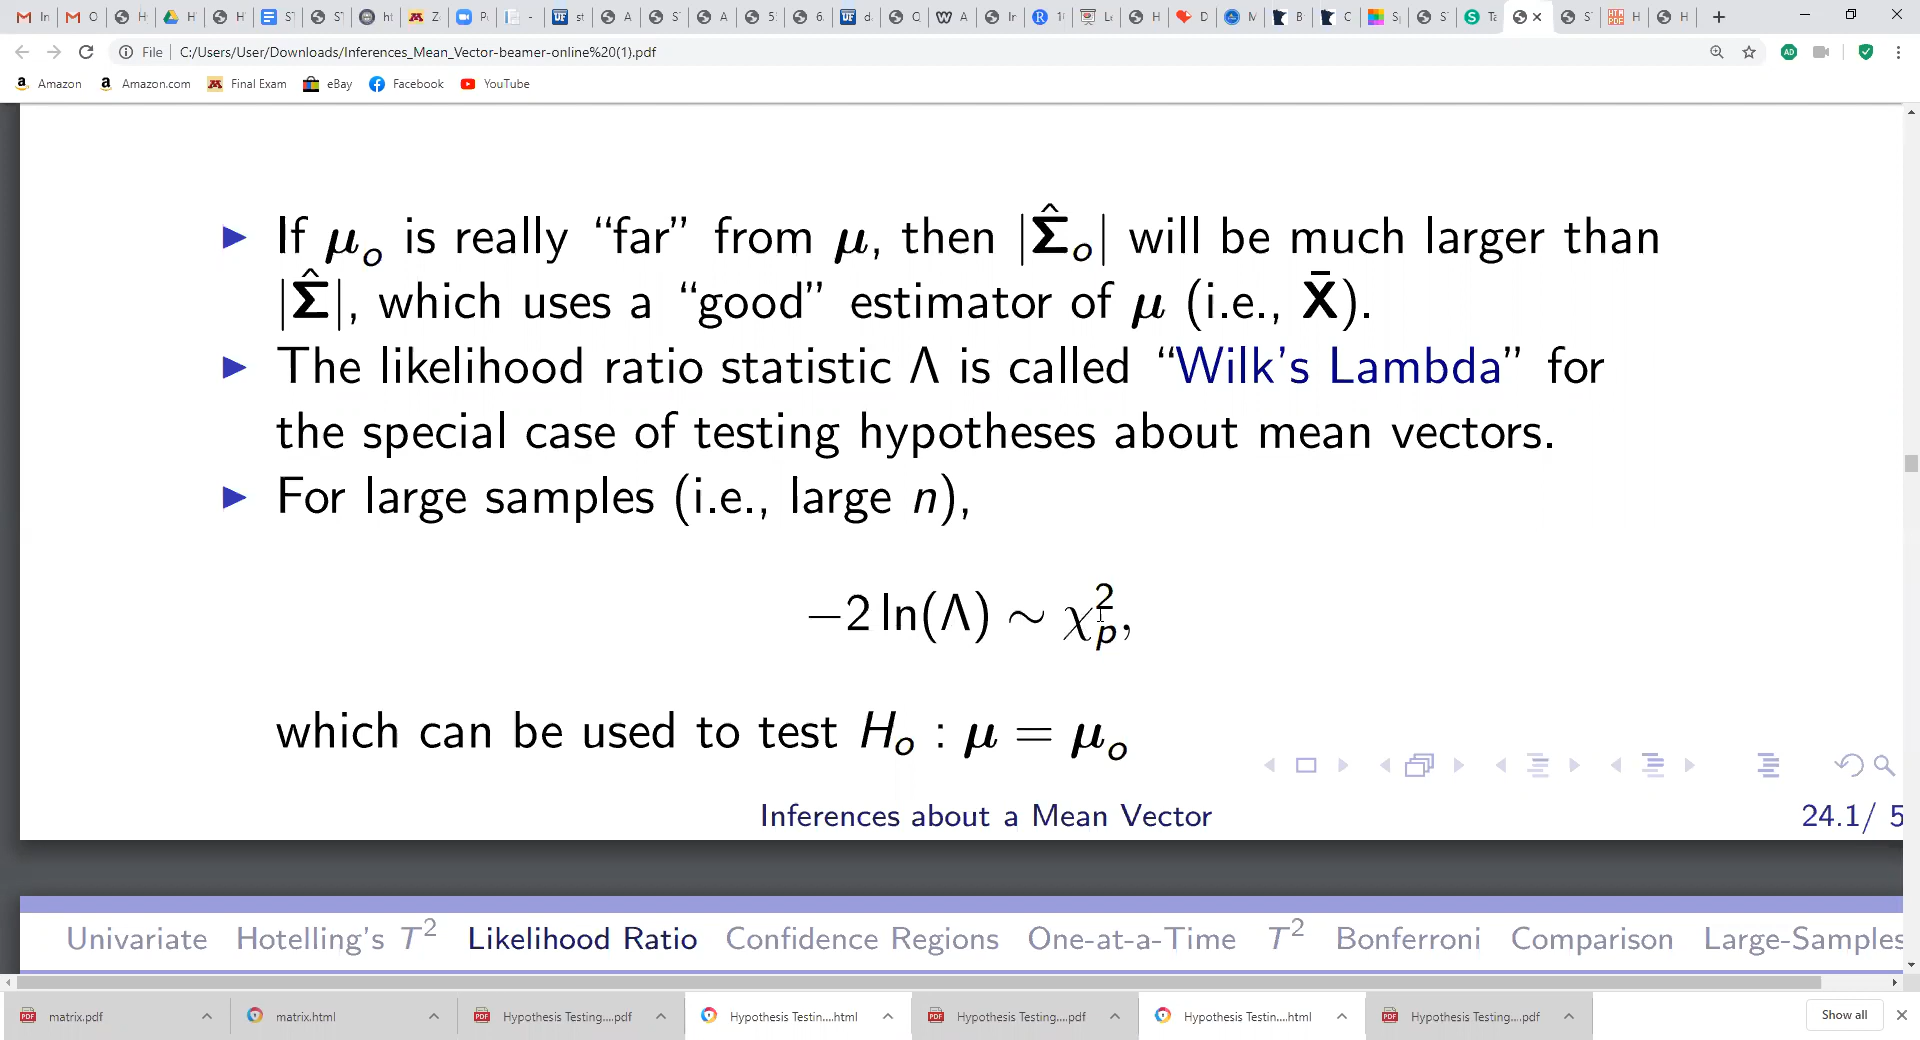 File C:/Users/User/Downloads/Inferences_Mean_Vector-beamer-online%20(1).pdf
Amazon Amazon.com Final Exam eBay Facebook YouTube
▶ If μₒ is really “far” from μ, then |Σ̂ₒ| will be much larger than
|Σ̂|, which uses a “good” estimator of μ (i.e., X̄).
▶ The likelihood ratio statistic Λ is called “Wilk's Lambda” for
the special case of testing hypotheses about mean vectors.
▶ For large samples (i.e., large n),
−2 ln(Λ) ∼ χ²ₚ,
which can be used to test Hₒ : μ = μₒ
Inferences about a Mean Vector
24.1/ 5
Univariate Hotelling's T² Likelihood Ratio Confidence Regions One-at-a-Time T² Bonferroni Comparison Large-Samples
matrix.pdf matrix.html Hypothesis Testing....pdf Hypothesis Testin....html Hypothesis Testing....pdf Hypothesis Testin....html Hypothesis Testing....pdf Show all